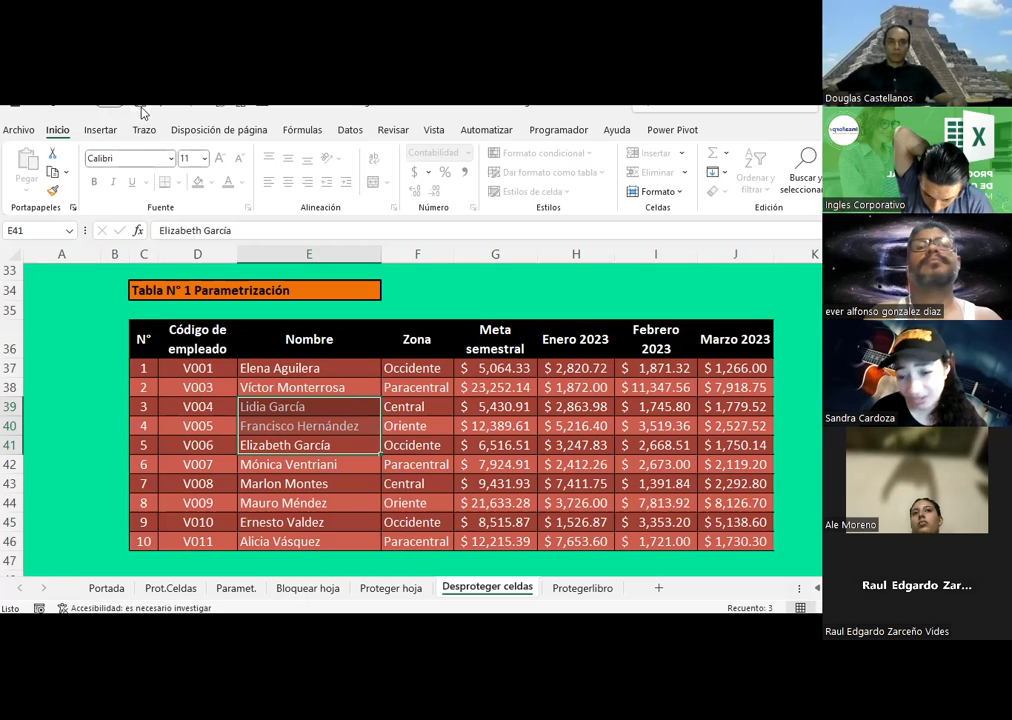 Archivo Inicio Insertar Trazo Disposición de página Fórmulas Datos Revisar Vista Automatizar Programador Ayuda Power Pivot
Pegar
Calibri 11
N K S
Contabilidad
$ % 
Formato condicional
Dar formato como tabla
Estilos de celda
Insertar
Eliminar
Formato
Ordenar y filtrar
Buscar y
seleccionar
Portapapeles Fuente Alineación Número Estilos Celdas Edición
E41 fx Elizabeth García
A B C D E F G H I J K
33
34 Tabla N° 1 Parametrización
35
36 N° Código de empleado Nombre Zona Meta semestral Enero 2023 Febrero 2023 Marzo 2023
37 1 V001 Elena Aguilera Occidente $ 5,064.33 $ 2,820.72 $ 1,871.32 $ 1,266.00
38 2 V003 Víctor Monterrosa Paracentral $ 23,252.14 $ 1,872.00 $ 11,347.56 $ 7,918.75
39 3 V004 Lidia García Central $ 5,430.91 $ 2,863.98 $ 1,745.80 $ 1,779.52
40 4 V005 Francisco Hernández Oriente $ 12,389.61 $ 5,216.40 $ 3,519.36 $ 2,527.52
41 5 V006 Elizabeth García Occidente $ 6,516.51 $ 3,247.83 $ 2,668.51 $ 1,750.14
42 6 V007 Mónica Ventriani Paracentral $ 7,924.91 $ 2,412.26 $ 2,673.00 $ 2,119.20
43 7 V008 Marlon Montes Central $ 9,431.93 $ 7,411.75 $ 1,391.84 $ 2,292.80
44 8 V009 Mauro Méndez Oriente $ 21,633.28 $ 3,726.00 $ 7,813.92 $ 8,126.70
45 9 V010 Ernesto Valdez Occidente $ 8,515.87 $ 1,526.87 $ 3,353.20 $ 5,138.60
46 10 V011 Alicia Vásquez Paracentral $ 12,215.39 $ 7,653.60 $ 1,721.00 $ 1,730.30
47
Portada Prot.Celdas Paramet. Bloquear hoja Proteger hoja Desproteger celdas Protegerlibro +
Listo Accesibilidad: es necesario investigar Recuento: 3
Douglas Castellanos
Ingles Corporativo
ever alfonso gonzalez diaz
Sandra Cardoza
Ale Moreno
Raul Edgardo Zar...
Raul Edgardo Zarceño Vides